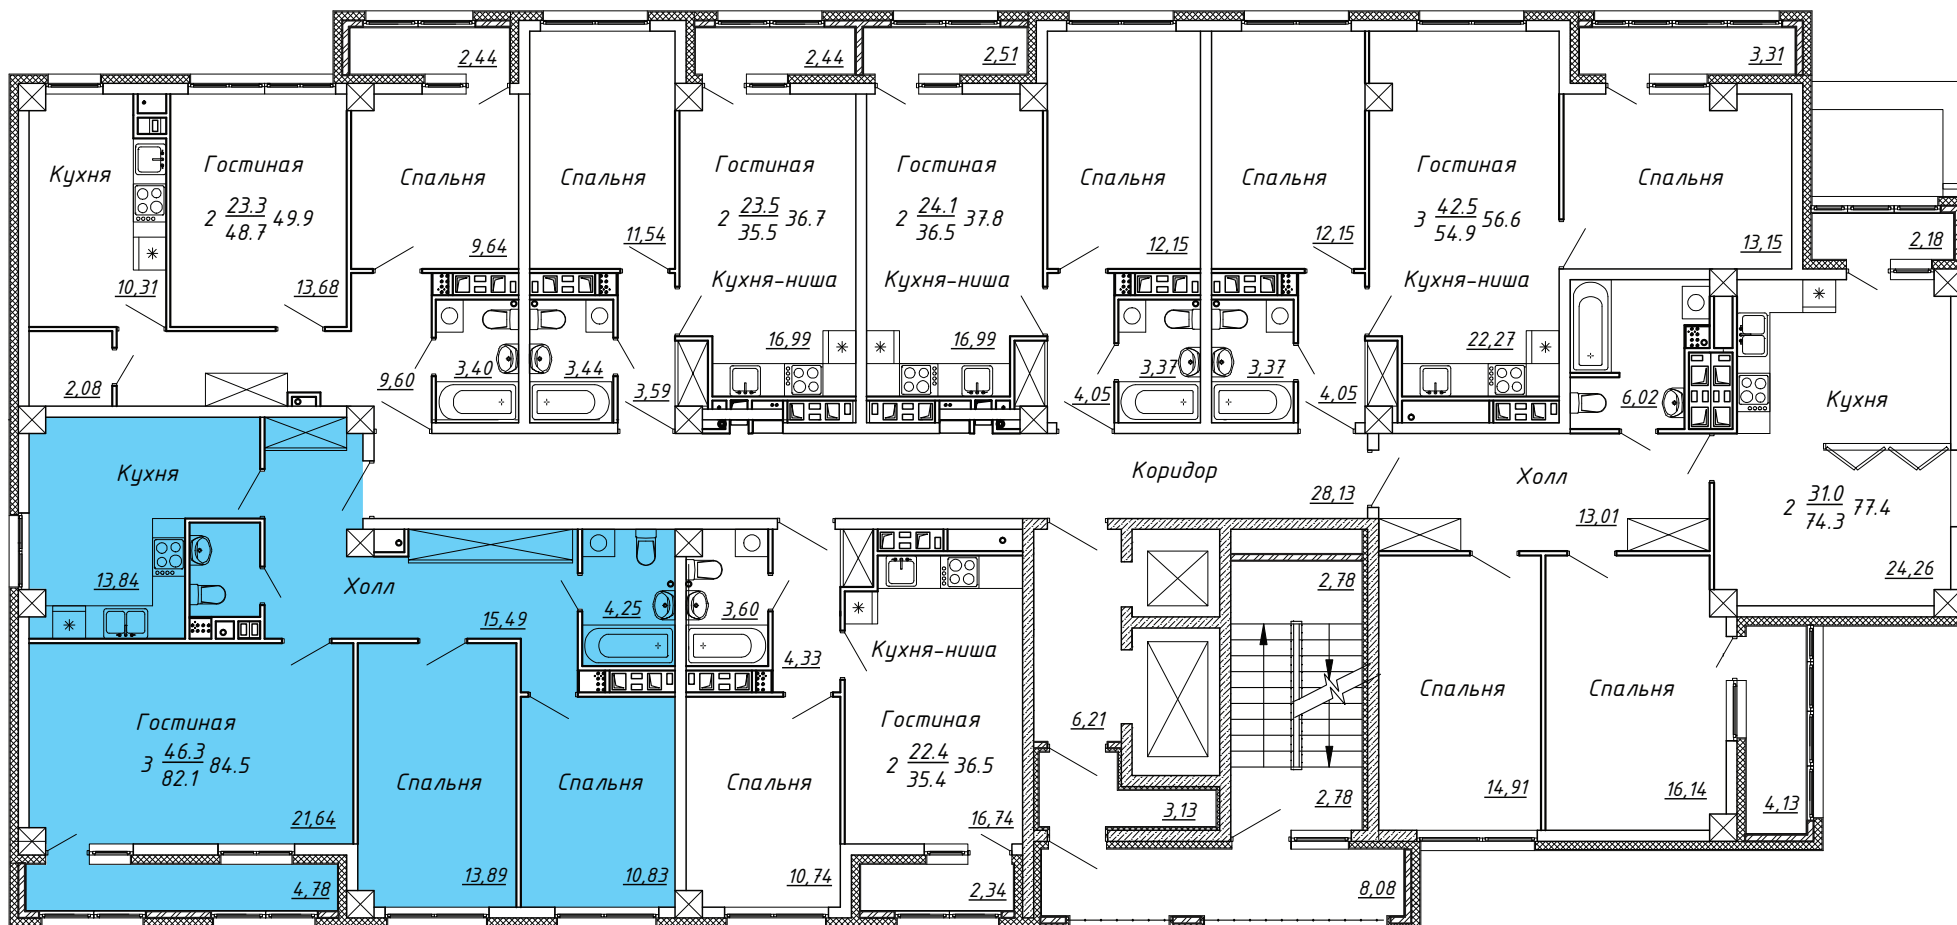 2,44
2,44
2,51
3,31
Кухня
Гостиная
2 23.3 49.9
48.7
Спальня
Спальня
Гостиная
2 23.5 36.7
35.5
Гостиная
2 24.1 37.8
36.5
Спальня
Спальня
Гостиная
3 42.5 56.6
54.9
Спальня
10,31
13,68
9,64
11,54
Кухня-ниша
Кухня-ниша
12,15
12,15
Кухня-ниша
13,15
2,18
16,99
16,99
22,27
2,08
9,60
3,40
3,44
3,59
4,05
3,37
3,37
4,05
6,02
Кухня
Кухня
Коридор
28,13
Холл
13,01
2 31.0 77.4
74.3
24,26
13,84
Холл
15,49
4,25
3,60
4,33
Кухня-ниша
2,78
Гостиная
3 46.3 84.5
82.1
21,64
Спальня
Спальня
Спальня
Гостиная
2 22.4 36.5
35.4
6,21
Спальня
Спальня
16,74
3,13
2,78
14,91
16,14
4,13
4,78
13,89
10,83
10,74
2,34
8,08